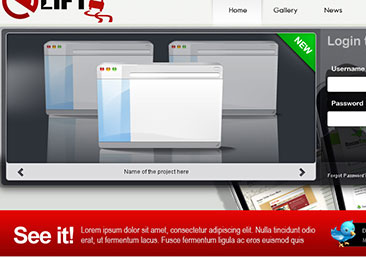 LIFT
Home Gallery News
NEW
Login
Username
Password
Name of the project here
Forgot Password
See it!
Lorem ipsum dolor sit amet, consectetur adipiscing elit. Nulla tincidunt odio
erat, ut fermentum lacus. Fusce fermentum ligula ac eros euismod quis